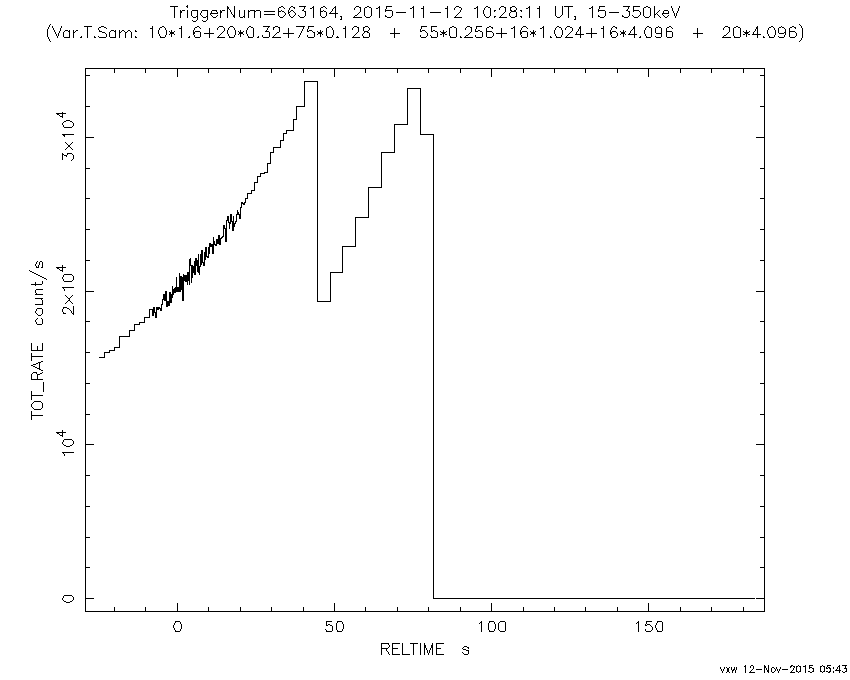 TriggerNum=663164, 2015-11-12 10:28:11 UT, 15-350keV
(Var.T.Sam: 10*1.6+20*0.32+75*0.128 + 55*0.256+16*1.024+16*4.096 + 20*4.096)
TOT_RATE count/s
3×10⁴
2×10⁴
10⁴
0
0 50 100 150
RELTIME s
vxw 12-Nov-2015 05:43